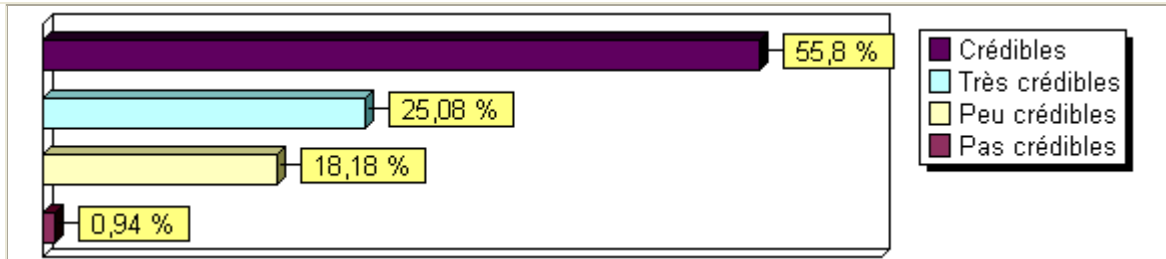 55,8 %
25,08 %
18,18 %
0,94 %
Crédibles
Très crédibles
Peu crédibles
Pas crédibles